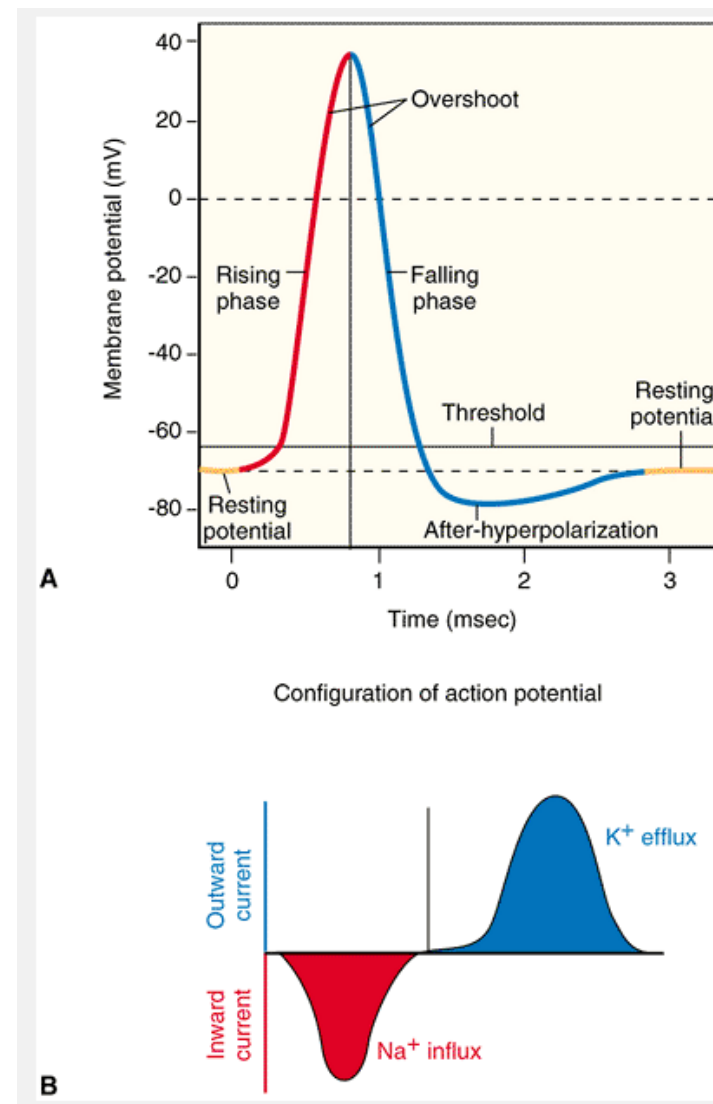 40
20
0
-20
-40
-60
-80
Membrane potential (mV)
Overshoot
Rising
phase
Falling
phase
Threshold
Resting
potential
Resting
potentia
After-hyperpolarization
0 1 2 3
Time (msec)
A
Configuration of action potential
Outward
current
K+ efflux
Inward
current
Na+ influx
B